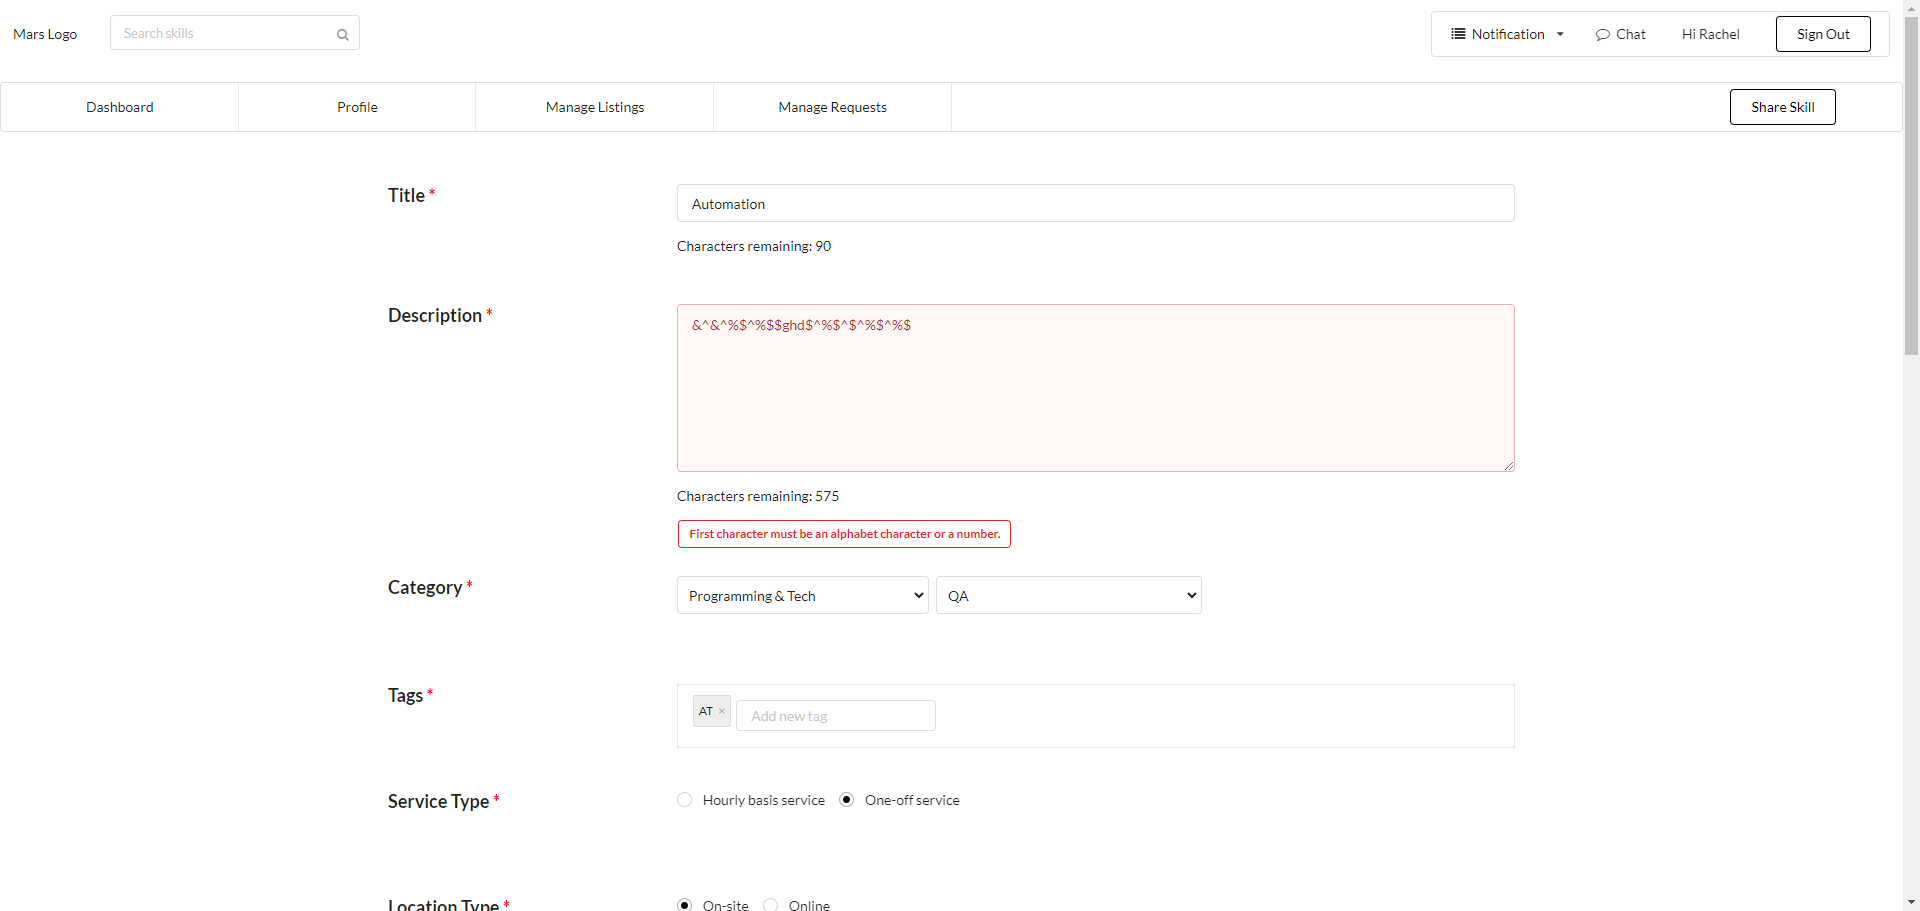 Mars Logo
Search skills
Notification
Chat
Hi Rachel
Sign Out
Dashboard
Profile
Manage Listings
Manage Requests
Share Skill
Title *
Automation
Characters remaining: 90
Description *
&^&^%$^%$$ghd$^%$^$^%$^%$
Characters remaining: 575
First character must be an alphabet character or a number.
Category *
Programming & Tech
QA
Tags *
AT ×
Add new tag
Service Type *
Hourly basis service
One-off service
Location Type *
On-site
Online